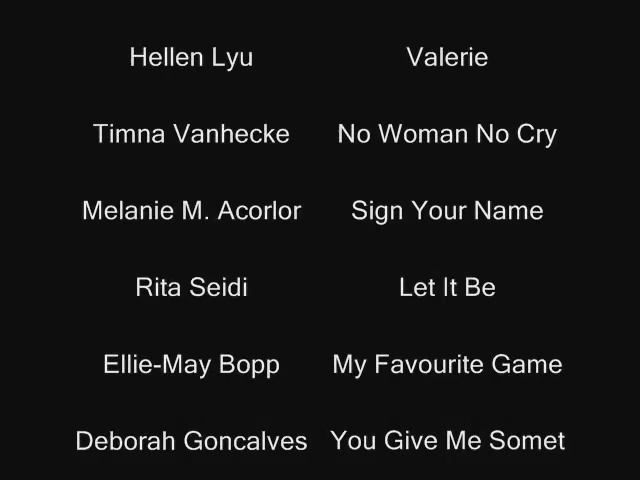 Hellen Lyu Valerie
Timna Vanhecke No Woman No Cry
Melanie M. Acorlor Sign Your Name
Rita Seidi Let It Be
Ellie-May Bopp My Favourite Game
Deborah Goncalves You Give Me Somet